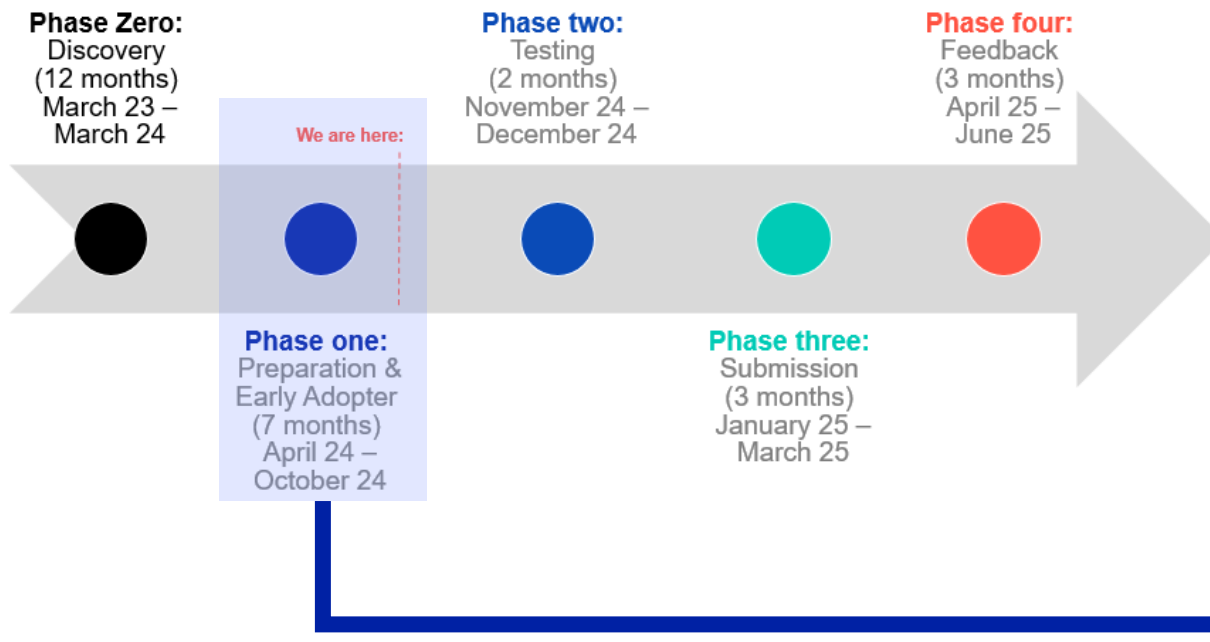 Phase Zero:
Discovery
(12 months)
March 23 –
March 24
We are here:
Phase one:
Preparation &
Early Adopter
(7 months)
April 24 –
October 24
Phase two:
Testing
(2 months)
November 24 –
December 24
Phase three:
Submission
(3 months)
January 25 –
March 25
Phase four:
Feedback
(3 months)
April 25 –
June 25